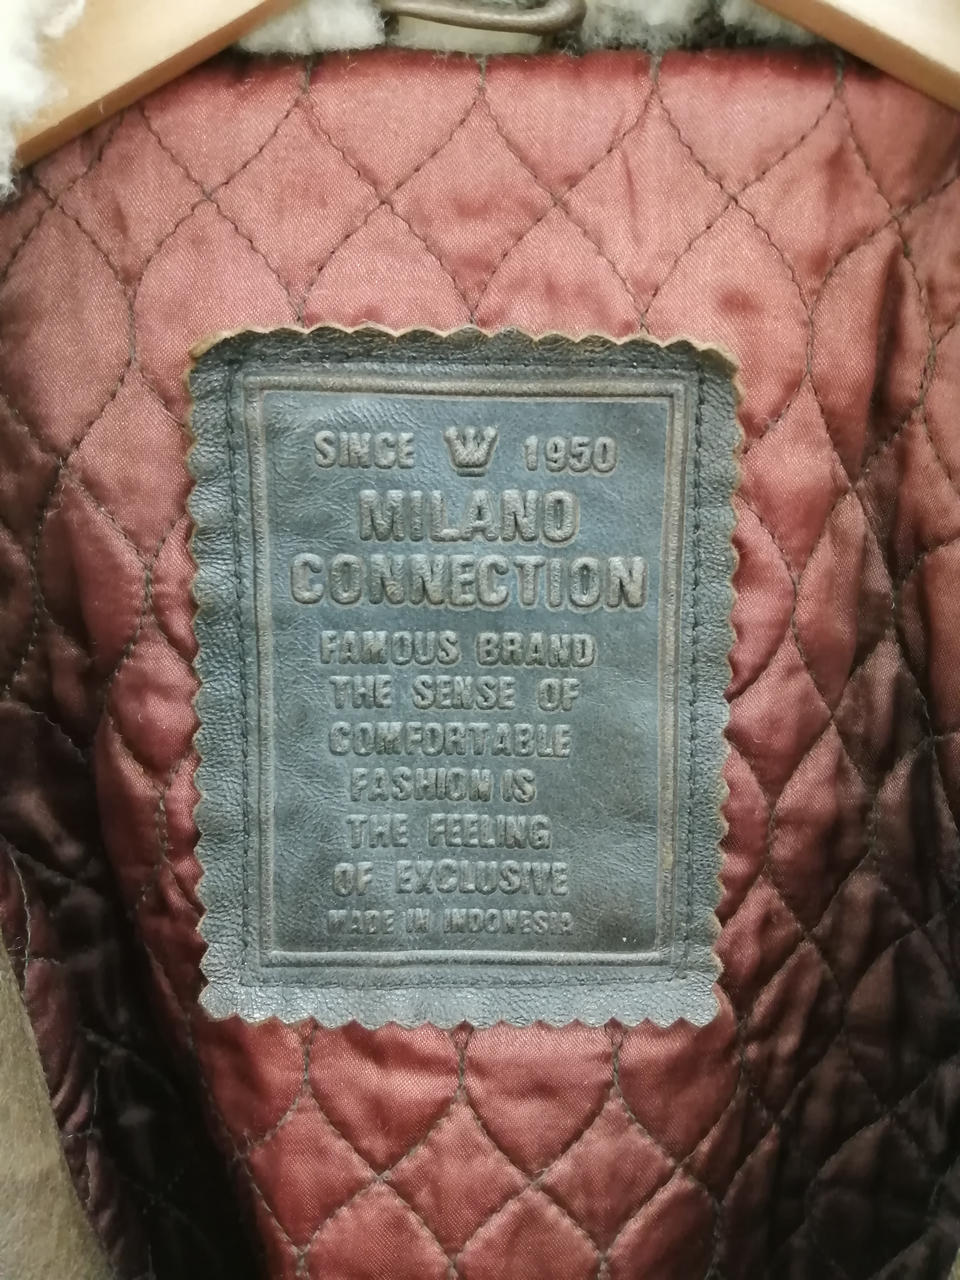 SINCE 1950
MILANO
CONNECTION
FAMOUS BRAND
THE SENSE OF
COMFORTABLE
FASHION IS
THE FEELING
OF EXCLUSIVE
MADE IN INDONESIA